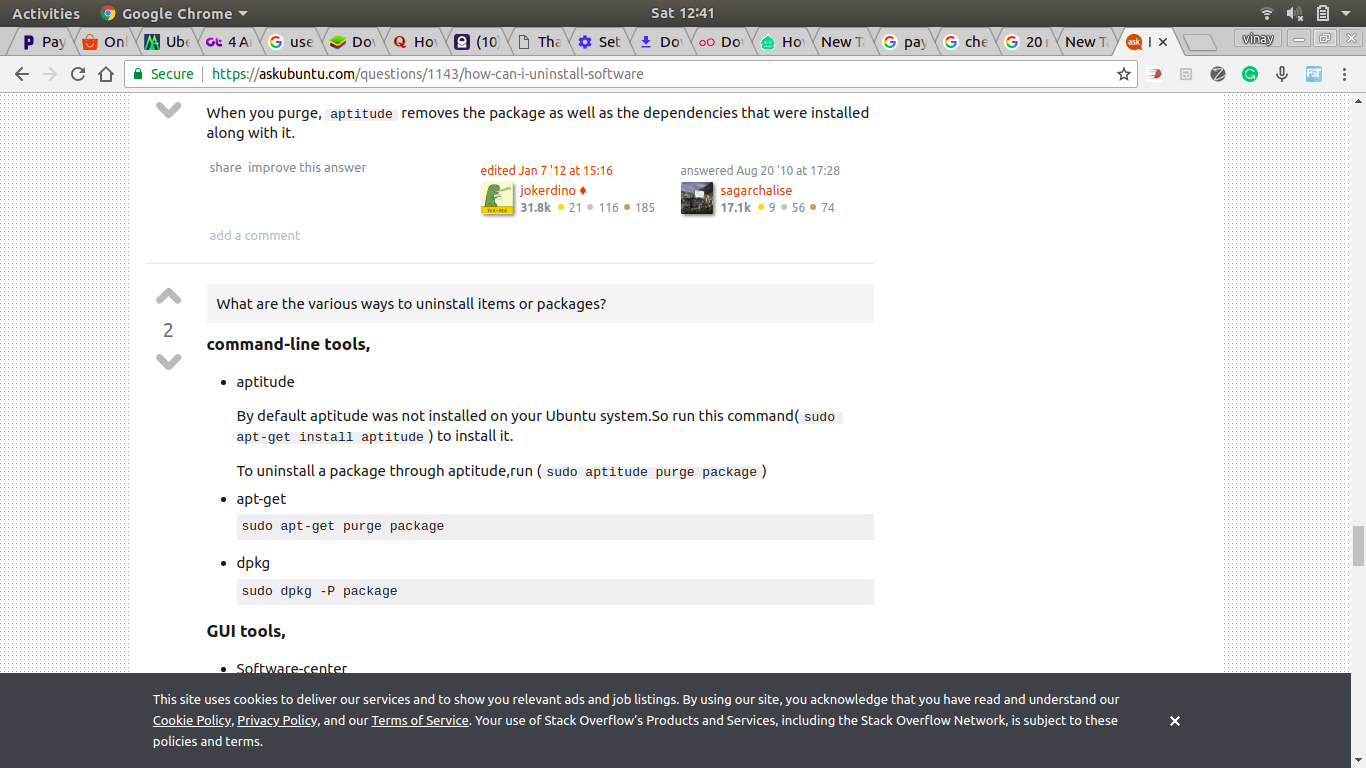 Activities Google Chrome Sat 12:41
Pay Onl Ube 4 A use Dov Hov (10) Tha Set Do Dov Ho New Ta pay che 20 New Ta vinay
Secure https://askubuntu.com/questions/1143/how-can-i-uninstall-software
When you purge, aptitude removes the package as well as the dependencies that were installed
along with it.
share improve this answer
edited Jan 7 '12 at 15:16
jokerdino ♦
31.8k 21 116 185
answered Aug 20 '10 at 17:28
sagarchalise
17.1k 9 56 74
add a comment
2
What are the various ways to uninstall items or packages?
command-line tools,
• aptitude
By default aptitude was not installed on your Ubuntu system.So run this command( sudo
apt-get install aptitude ) to install it.
To uninstall a package through aptitude,run ( sudo aptitude purge package )
• apt-get
sudo apt-get purge package
• dpkg
sudo dpkg -P package
GUI tools,
• Software-center
This site uses cookies to deliver our services and to show you relevant ads and job listings. By using our site, you acknowledge that you have read and understand our
Cookie Policy, Privacy Policy, and our Terms of Service. Your use of Stack Overflow’s Products and Services, including the Stack Overflow Network, is subject to these
policies and terms.